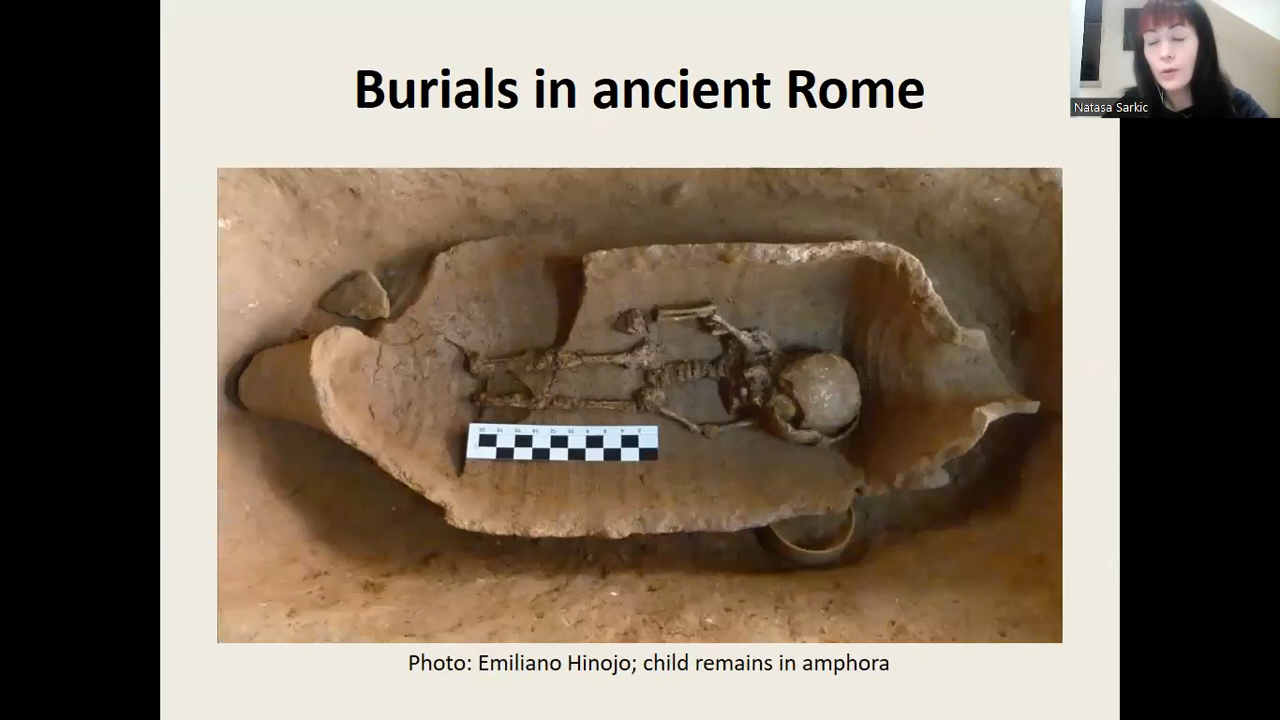 Burials in ancient Rome
Natasa Sarkic
Photo: Emiliano Hinojo; child remains in amphora